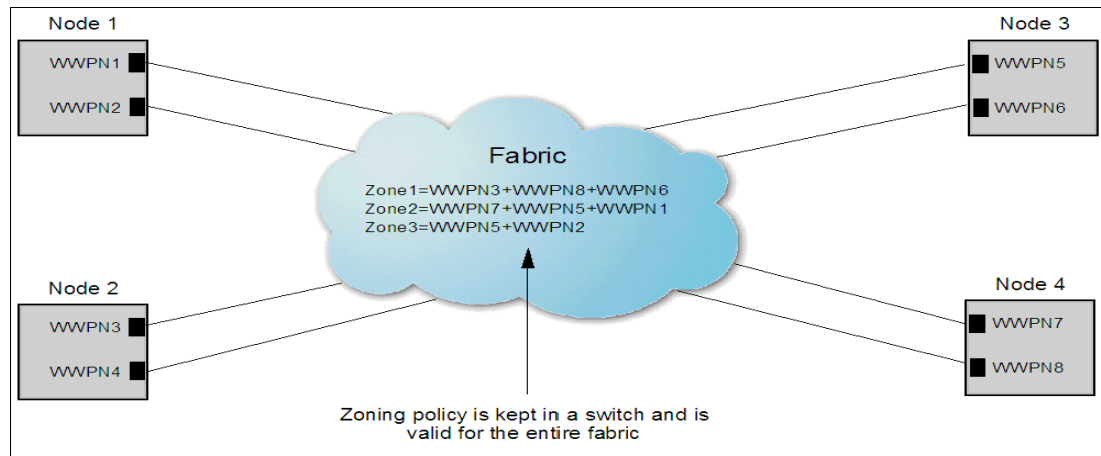 Node 1
WWPN1
WWPN2
Node 3
WWPN5
WWPN6
Fabric
Zone1=WWPN3+WWPN8+WWPN6
Zone2=WWPN7+WWPN5+WWPN1
Zone3=WWPN5+WWPN2
Node 2
WWPN3
WWPN4
Node 4
WWPN7
WWPN8
Zoning policy is kept in a switch and is
valid for the entire fabric